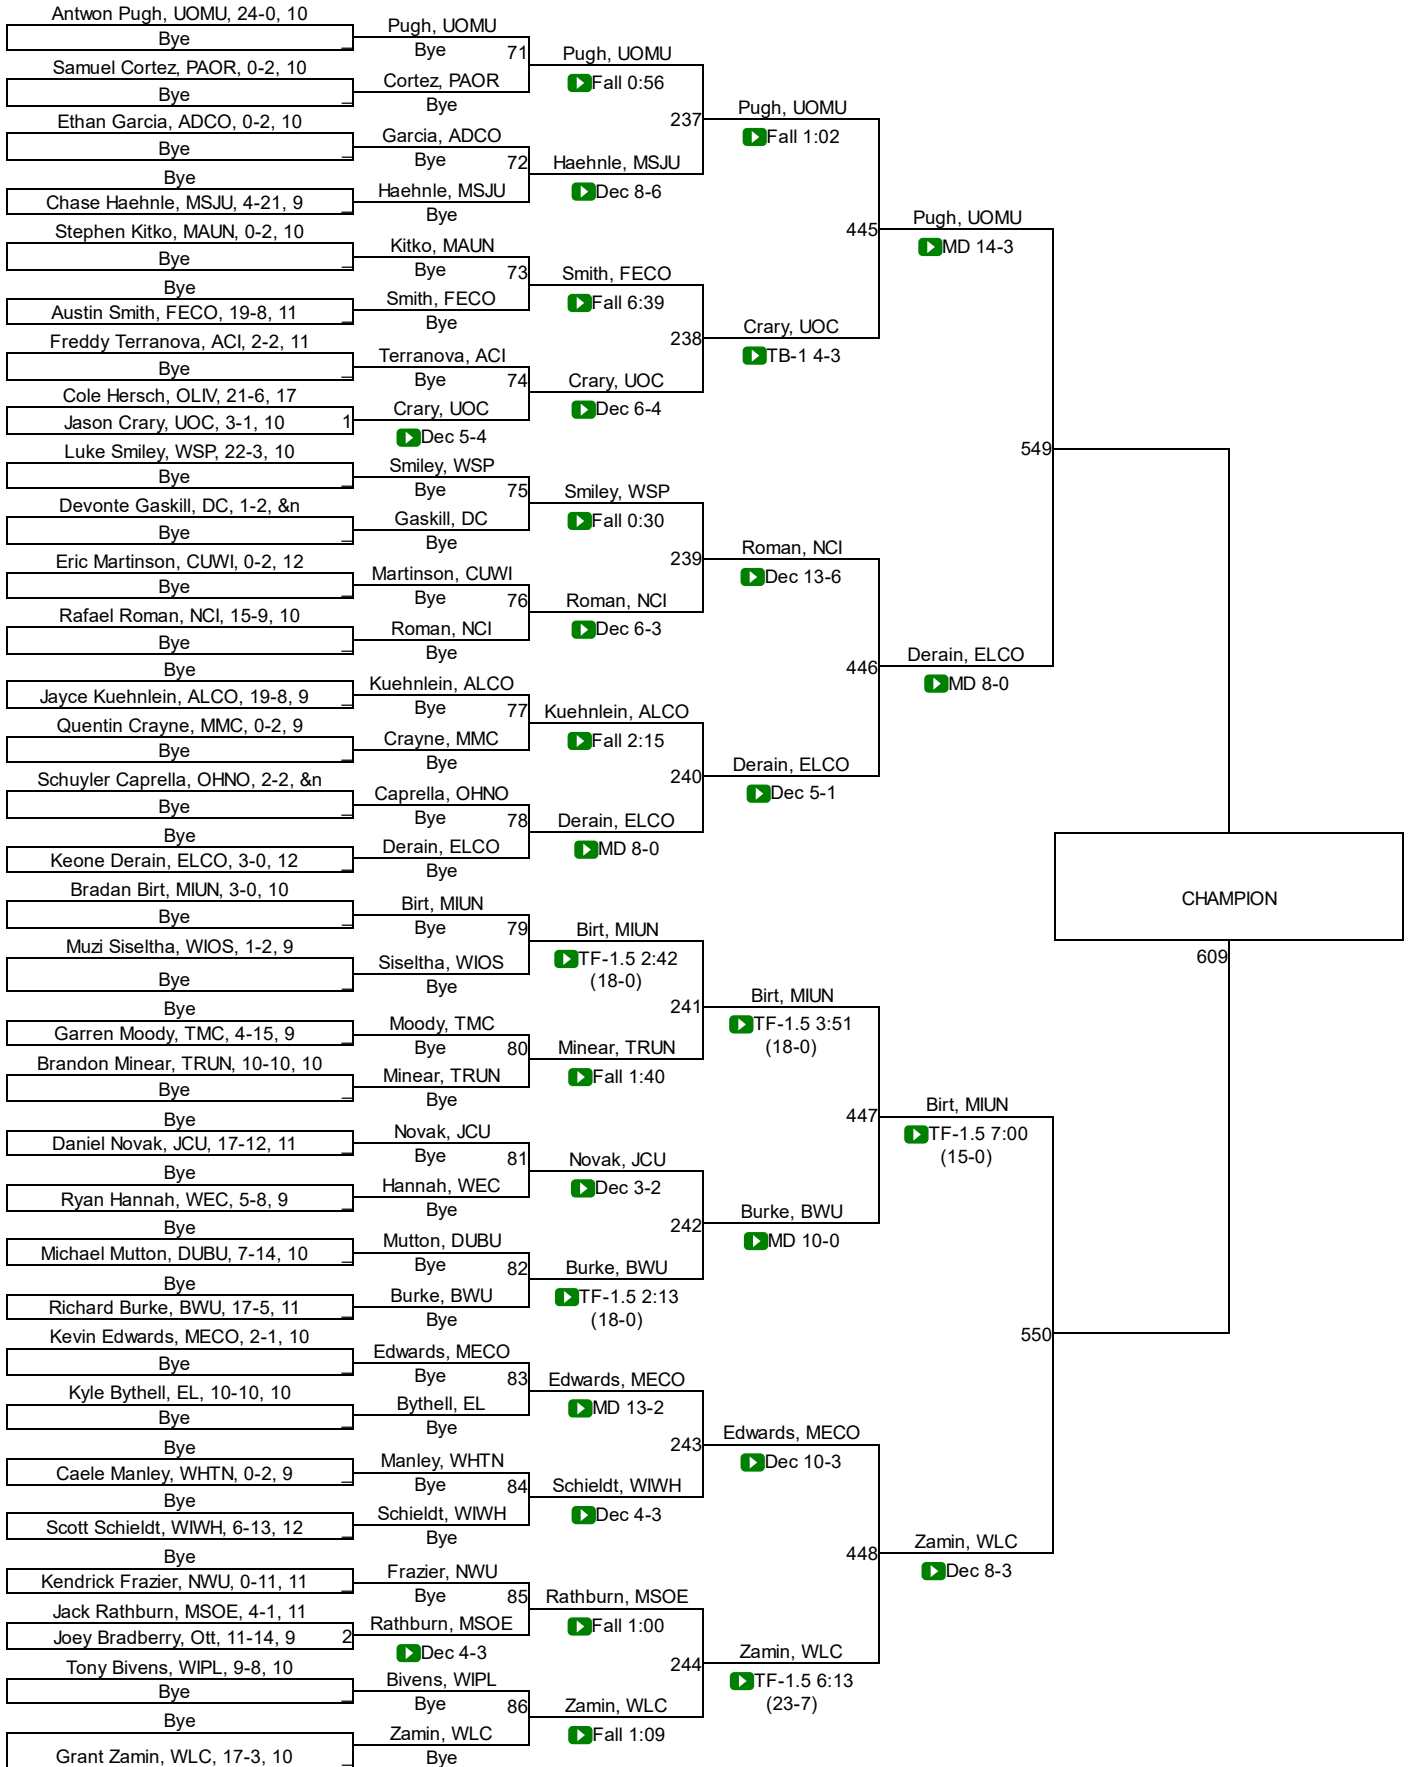 Antwon Pugh, UOMU, 24-0, 10
Bye
Samuel Cortez, PAOR, 0-2, 10
Bye
Ethan Garcia, ADCO, 0-2, 10
Bye
Bye
Chase Haehnle, MSJU, 4-21, 9
Stephen Kitko, MAUN, 0-2, 10
Bye
Bye
Austin Smith, FECO, 19-8, 11
Freddy Terranova, ACI, 2-2, 11
Bye
Cole Hersch, OLIV, 21-6, 17
Jason Crary, UOC, 3-1, 10 1
Luke Smiley, WSP, 22-3, 10
Bye
Devonte Gaskill, DC, 1-2, &n
Bye
Eric Martinson, CUWI, 0-2, 12
Bye
Rafael Roman, NCI, 15-9, 10
Bye
Bye
Jayce Kuehnlein, ALCO, 19-8, 9
Quentin Crayne, MMC, 0-2, 9
Bye
Schuyler Caprella, OHNO, 2-2, &n
Bye
Bye
Keone Derain, ELCO, 3-0, 12
Bradan Birt, MIUN, 3-0, 10
Bye
Muzi Siseltha, WIOS, 1-2, 9
Bye
Bye
Garren Moody, TMC, 4-15, 9
Brandon Minear, TRUN, 10-10, 10
Bye
Bye
Daniel Novak, JCU, 17-12, 11
Bye
Ryan Hannah, WEC, 5-8, 9
Bye
Michael Mutton, DUBU, 7-14, 10
Bye
Richard Burke, BWU, 17-5, 11
Kevin Edwards, MECO, 2-1, 10
Bye
Kyle Bythell, EL, 10-10, 10
Bye
Bye
Caele Manley, WHTN, 0-2, 9
Bye
Scott Schieldt, WIWH, 6-13, 12
Bye
Kendrick Frazier, NWU, 0-11, 11
Jack Rathburn, MSOE, 4-1, 11
Joey Bradberry, Ott, 11-14, 9 2
Tony Bivens, WIPL, 9-8, 10
Bye
Bye
Grant Zamin, WLC, 17-3, 10
Pugh, UOMU
Bye 71
Cortez, PAOR
Bye
Garcia, ADCO
Bye 72
Haehnle, MSJU
Bye
Kitko, MAUN
Bye 73
Smith, FECO
Bye
Terranova, ACI
Bye 74
Crary, UOC
Dec 5-4
Smiley, WSP
Bye 75
Gaskill, DC
Bye
Martinson, CUWI
Bye 76
Roman, NCI
Bye
Kuehnlein, ALCO
Bye 77
Crayne, MMC
Bye
Caprella, OHNO
Bye 78
Derain, ELCO
Bye
Birt, MIUN
Bye 79
Siseltha, WIOS
Bye
Moody, TMC
Bye 80
Minear, TRUN
Bye
Novak, JCU
Bye 81
Hannah, WEC
Bye
Mutton, DUBU
Bye 82
Burke, BWU
Bye
Edwards, MECO
Bye 83
Bythell, EL
Bye
Manley, WHTN
Bye 84
Schieldt, WIWH
Bye
Frazier, NWU
Bye 85
Rathburn, MSOE
Dec 4-3
Bivens, WIPL
Bye 86
Zamin, WLC
Bye
Pugh, UOMU
Fall 0:56
237
Haehnle, MSJU
Dec 8-6
Smith, FECO
Fall 6:39
238
Crary, UOC
Dec 6-4
Smiley, WSP
Fall 0:30
239
Roman, NCI
Dec 6-3
Kuehnlein, ALCO
Fall 2:15
240
Derain, ELCO
MD 8-0
Birt, MIUN
TF-1.5 2:42
(18-0)
241
Minear, TRUN
Fall 1:40
Novak, JCU
Dec 3-2
242
Burke, BWU
TF-1.5 2:13
(18-0)
Edwards, MECO
MD 13-2
243
Schieldt, WIWH
Dec 4-3
Rathburn, MSOE
Fall 1:00
244
Zamin, WLC
Fall 1:09
Pugh, UOMU
Fall 1:02
445
Crary, UOC
TB-1 4-3
Roman, NCI
Dec 13-6
446
Derain, ELCO
Dec 5-1
Birt, MIUN
TF-1.5 3:51
(18-0)
447
Burke, BWU
MD 10-0
Edwards, MECO
Dec 10-3
448
Zamin, WLC
TF-1.5 6:13
(23-7)
Pugh, UOMU
MD 14-3
549
Derain, ELCO
MD 8-0
Birt, MIUN
TF-1.5 7:00
(15-0)
550
Zamin, WLC
Dec 8-3
CHAMPION
609